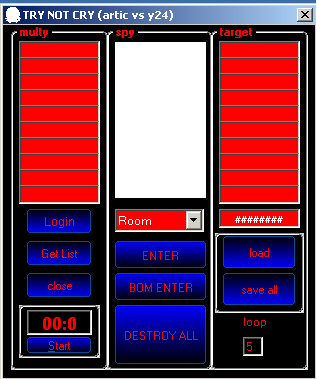 TRY NOT CRY (artic vs y24)
multy
spy
target
Room
########
Login
Get List
close
ENTER
BOM ENTER
DESTROY ALL
load
save all
loop
5
00:0
Start